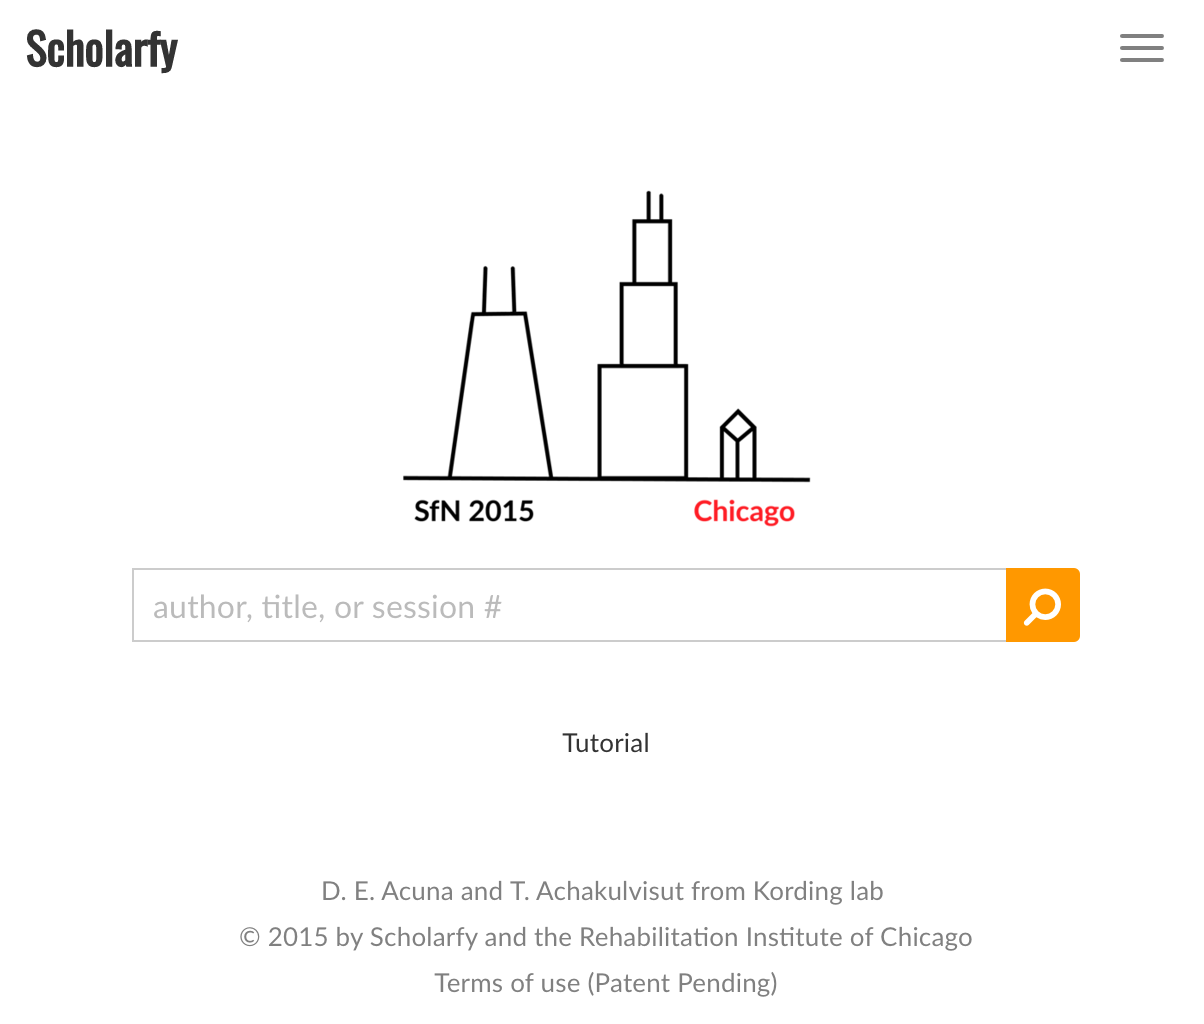 Scholarfy
SfN 2015 Chicago
author, title, or session #
Tutorial
D. E. Acuna and T. Achakulvisut from Kording lab
© 2015 by Scholarfy and the Rehabilitation Institute of Chicago
Terms of use (Patent Pending)